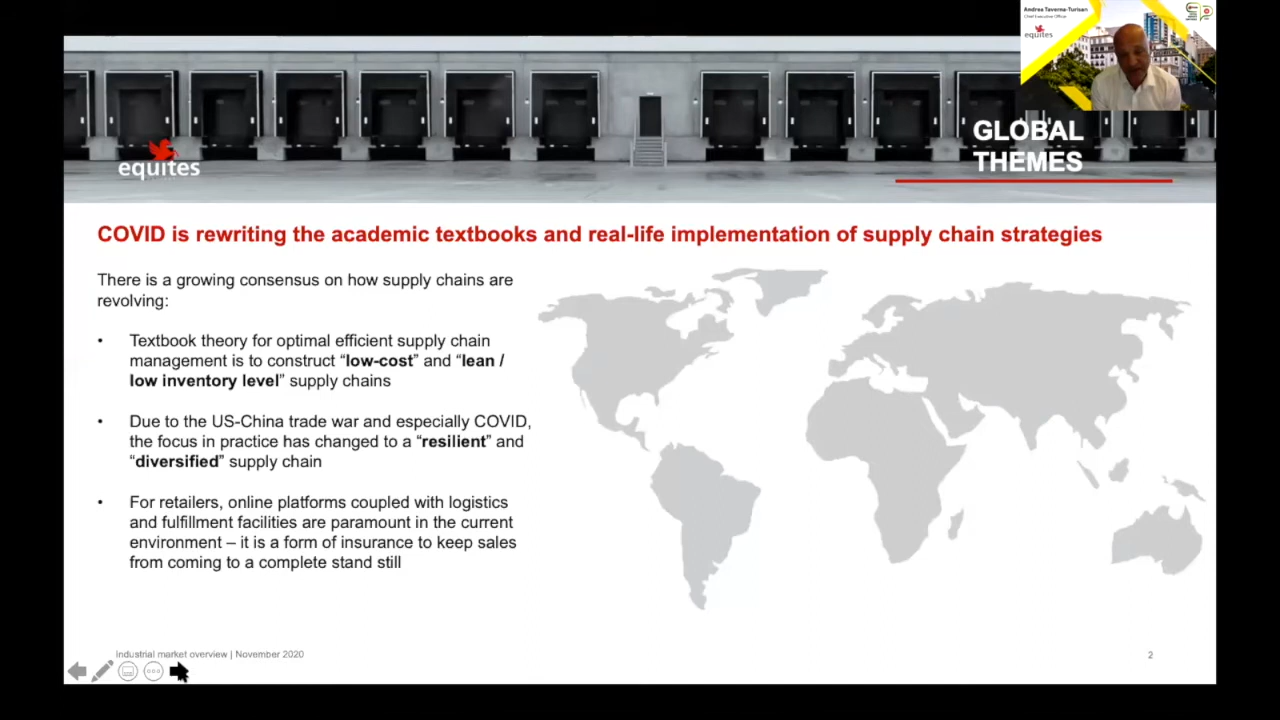 Andrea Taverna-Turisan
Chief Executive Officer
equites
equites
GLOBAL
THEMES
COVID is rewriting the academic textbooks and real-life implementation of supply chain strategies
There is a growing consensus on how supply chains are
revolving:
• Textbook theory for optimal efficient supply chain
management is to construct “low-cost” and “lean /
low inventory level” supply chains
• Due to the US-China trade war and especially COVID,
the focus in practice has changed to a “resilient” and
“diversified” supply chain
• For retailers, online platforms coupled with logistics
and fulfillment facilities are paramount in the current
environment – it is a form of insurance to keep sales
from coming to a complete stand still
Industrial market overview | November 2020
2